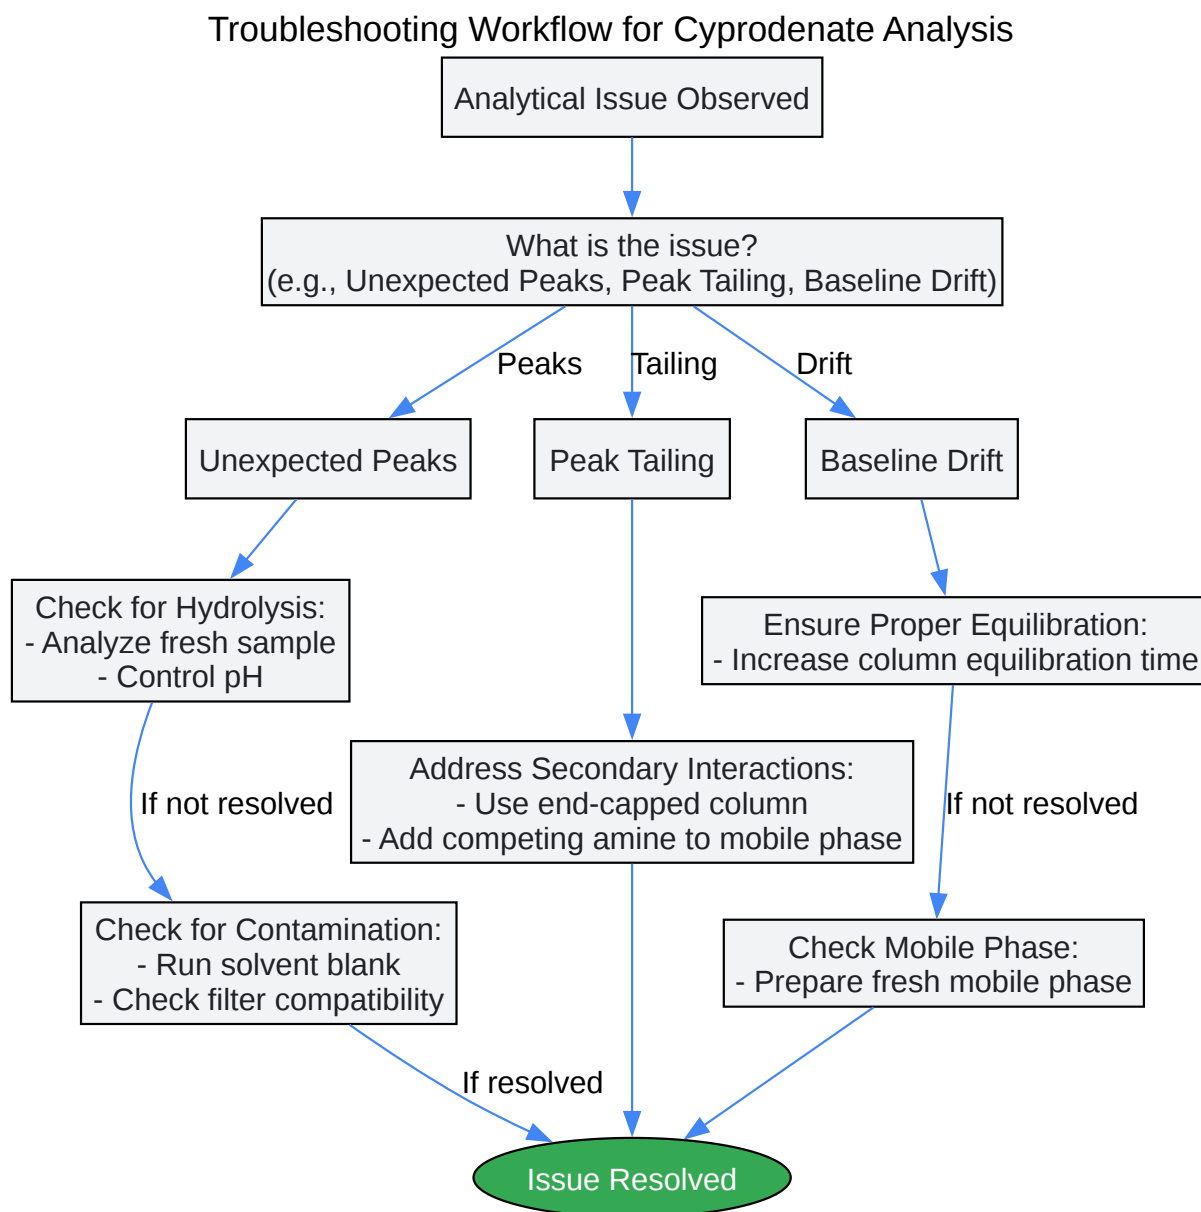 Troubleshooting Workflow for Cyprodenate Analysis
Analytical Issue Observed
What is the issue?
(e.g., Unexpected Peaks, Peak Tailing, Baseline Drift)
Peaks
Tailing
Drift
Unexpected Peaks
Peak Tailing
Baseline Drift
Check for Hydrolysis:
- Analyze fresh sample
- Control pH
Ensure Proper Equilibration:
- Increase column equilibration time
If not resolved
Address Secondary Interactions:
- Use end-capped column
- Add competing amine to mobile phase
If not resolved
Check for Contamination:
- Run solvent blank
- Check filter compatibility
Check Mobile Phase:
- Prepare fresh mobile phase
If resolved
Issue Resolved